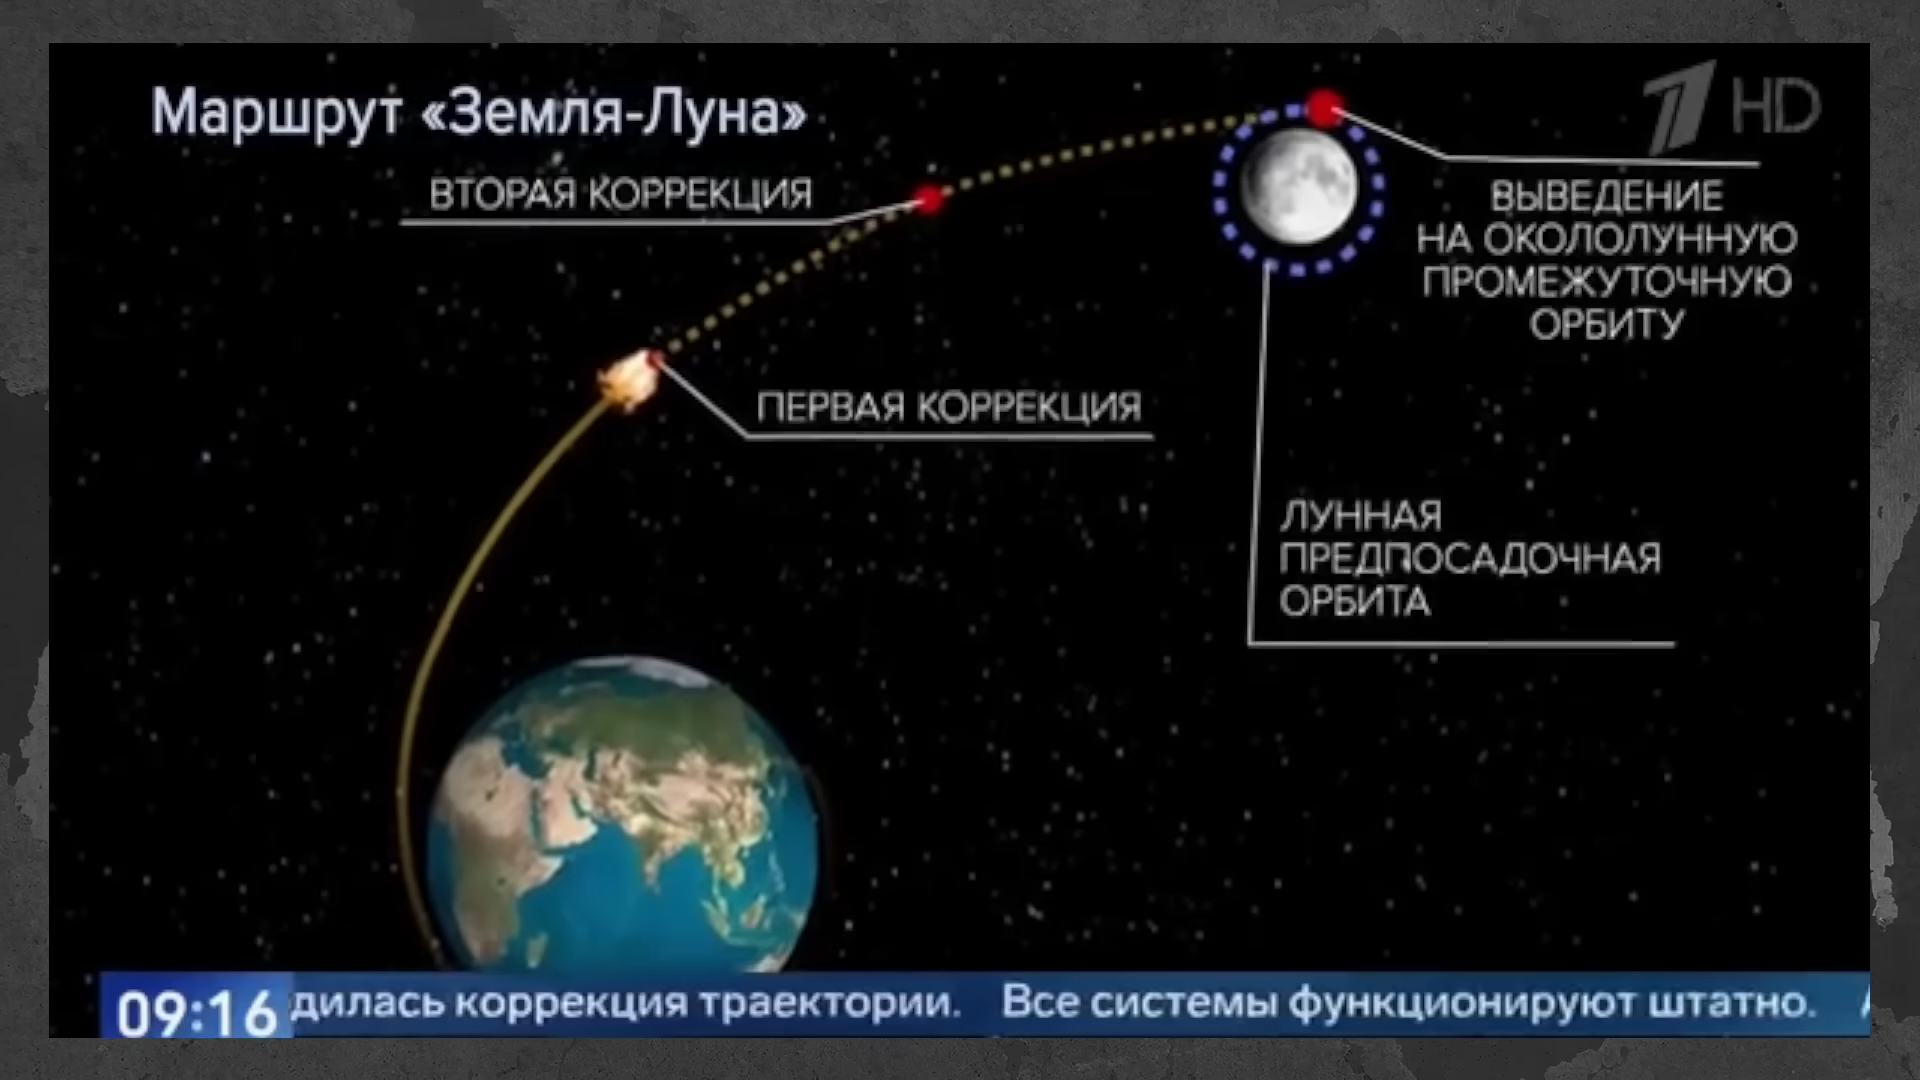 Маршрут «Земля-Луна»
HD
ВТОРАЯ КОРРЕКЦИЯ
ВЫВЕДЕНИЕ
НА ОКОЛОЛУННУЮ
ПРОМЕЖУТОЧНУЮ
ОРБИТУ
ПЕРВАЯ КОРРЕКЦИЯ
ЛУННАЯ
ПРЕДПОСАДОЧНАЯ
ОРБИТА
09:16 дилась коррекция траектории. Все системы функционируют штатно.